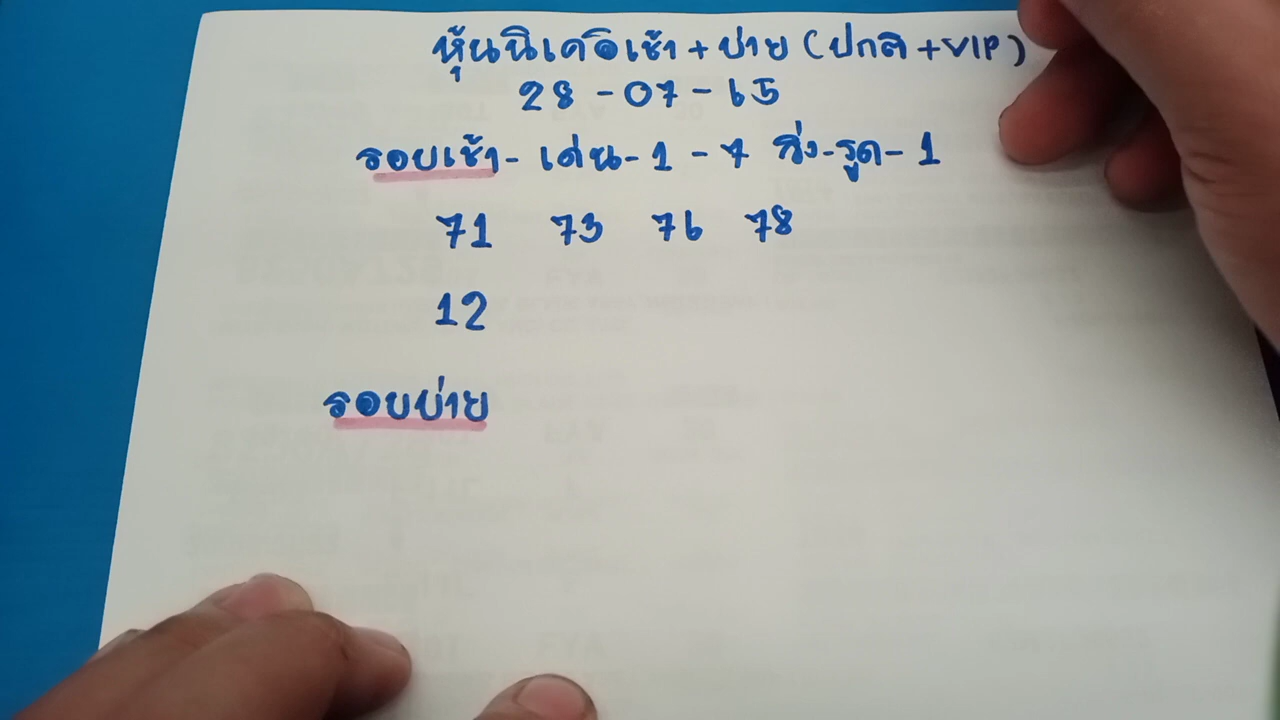 หุ้นนิเคอิเช้า + บ่าย (ปกติ + VIP)
28 - 07 - 65
รอบเช้า - เด่น - 1 - 7 วิ่ง - รูด - 1
71 73 76 78
12
รอบบ่าย